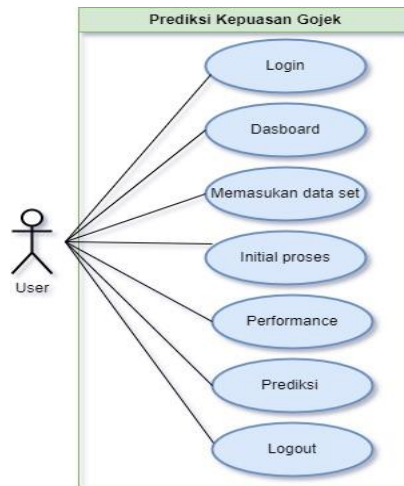 Prediksi Kepuasan Gojek
Login
Dasboard
Memasukan data set
Initial proses
Performance
Prediksi
Logout
User